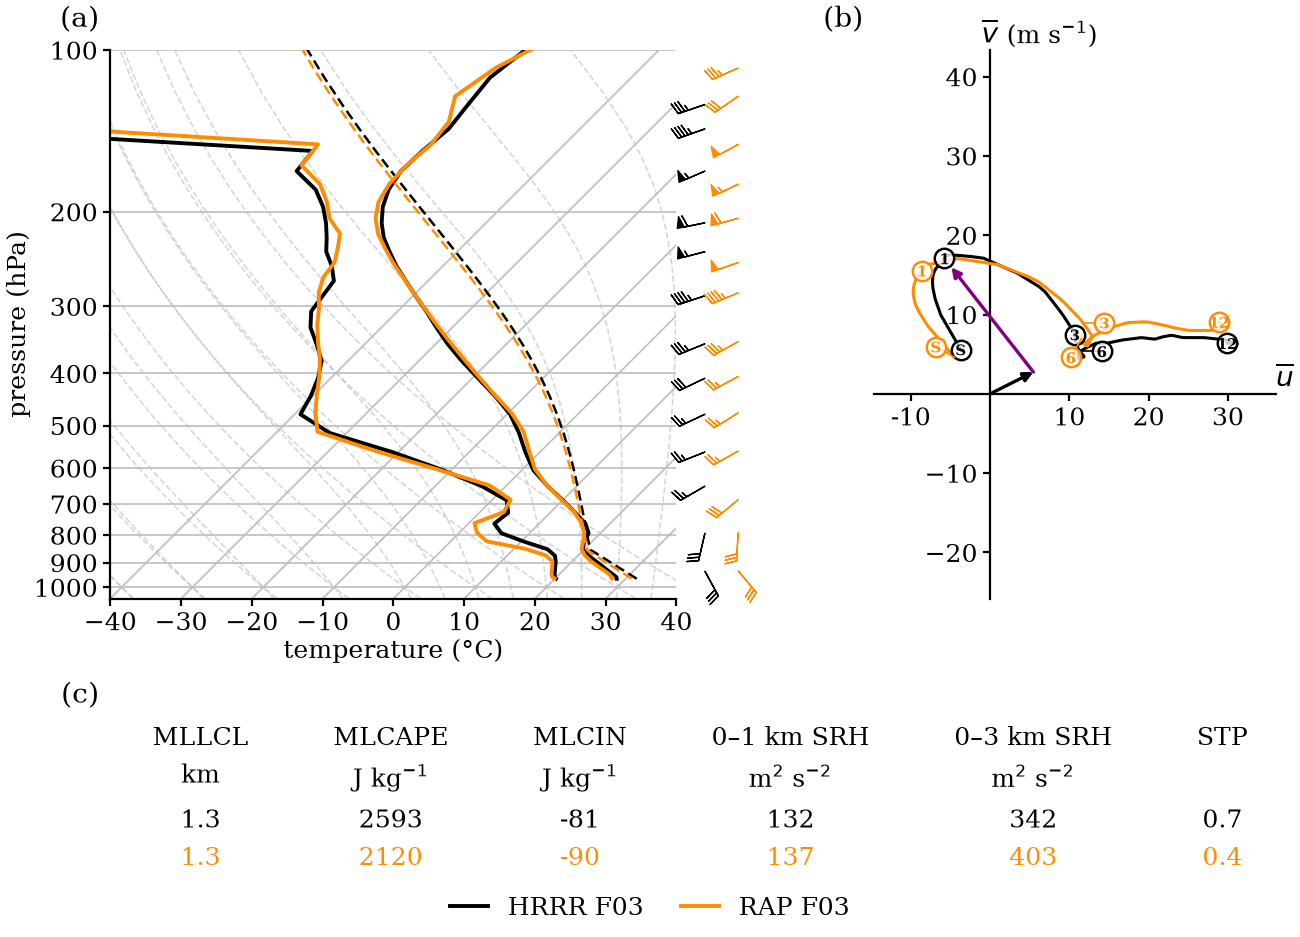 (a)
(b)
v̅ (m s⁻¹)
100
200
300
400
500
600
700
800
900
1000
pressure (hPa)
−40 −30 −20 −10 0 10 20 30 40
temperature (°C)
40
30
20
10
−10
−20
-10 10 20 30
u̅
1 1
S S
3 3
6 6
12
12
(c)
MLLCL MLCAPE MLCIN 0–1 km SRH 0–3 km SRH STP
km J kg⁻¹ J kg⁻¹ m² s⁻² m² s⁻²
1.3 2593 -81 132 342 0.7
1.3 2120 -90 137 403 0.4
HRRR F03 RAP F03